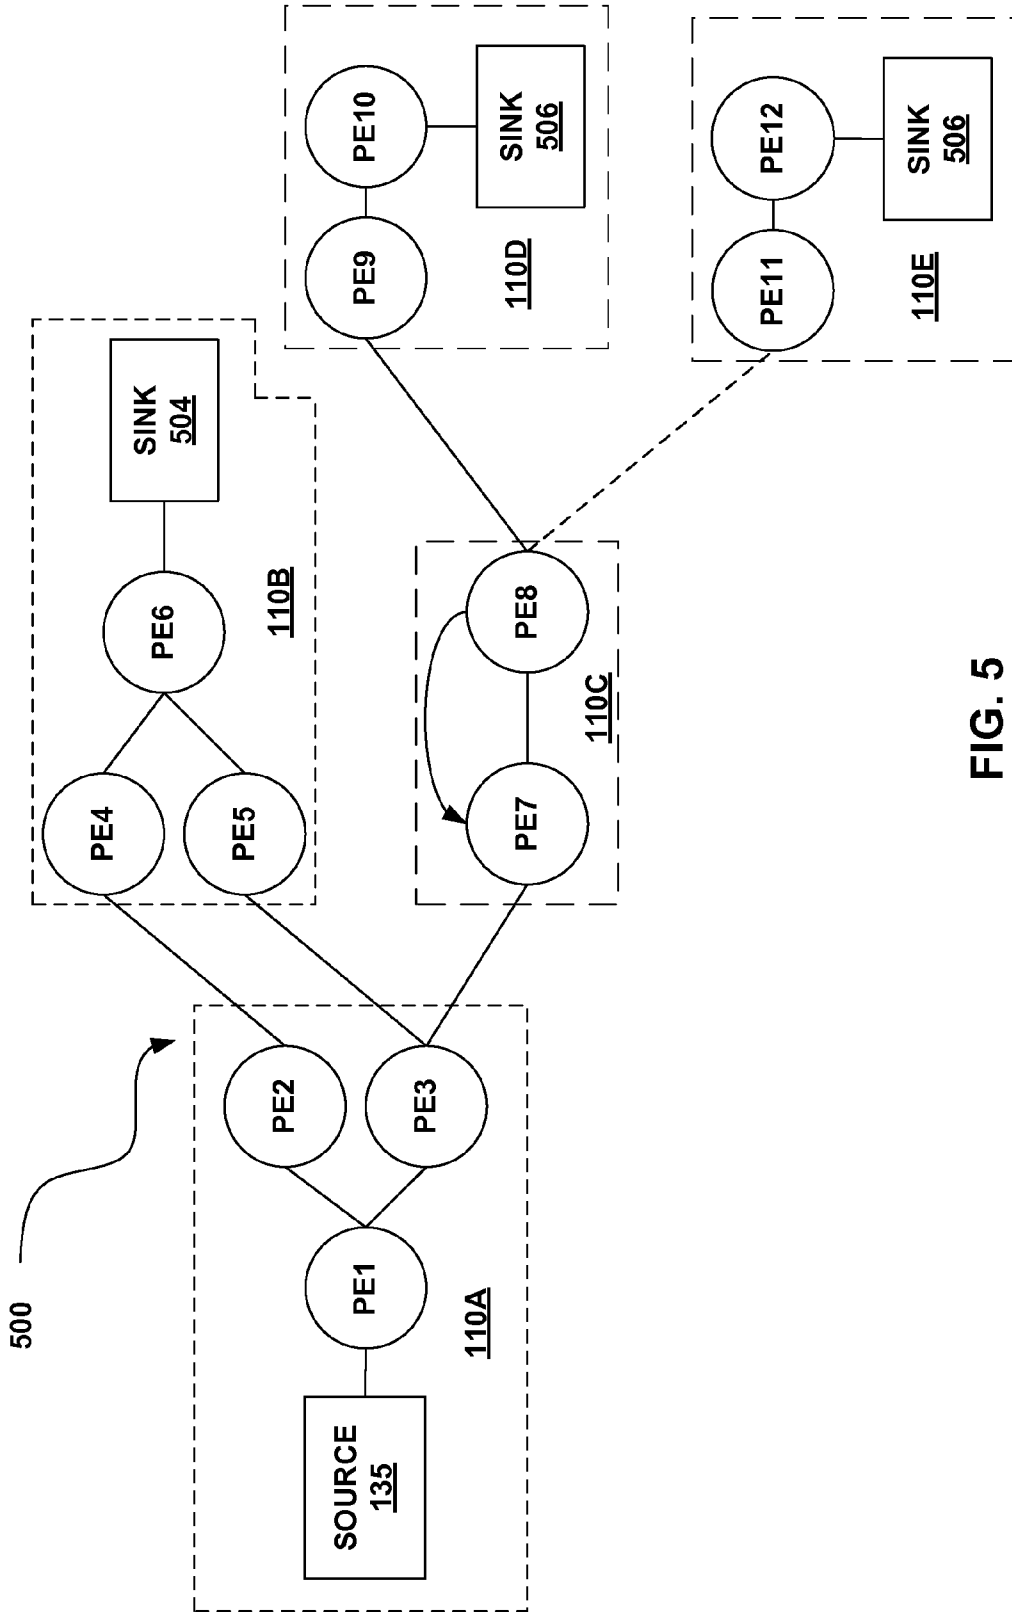 500
SOURCE
135
PE1
110A
PE2
PE3
PE4
PE5
PE6
SINK
504
110B
PE7
PE8
110C
PE9
PE10
SINK
506
110D
PE11
PE12
SINK
506
110E
FIG. 5